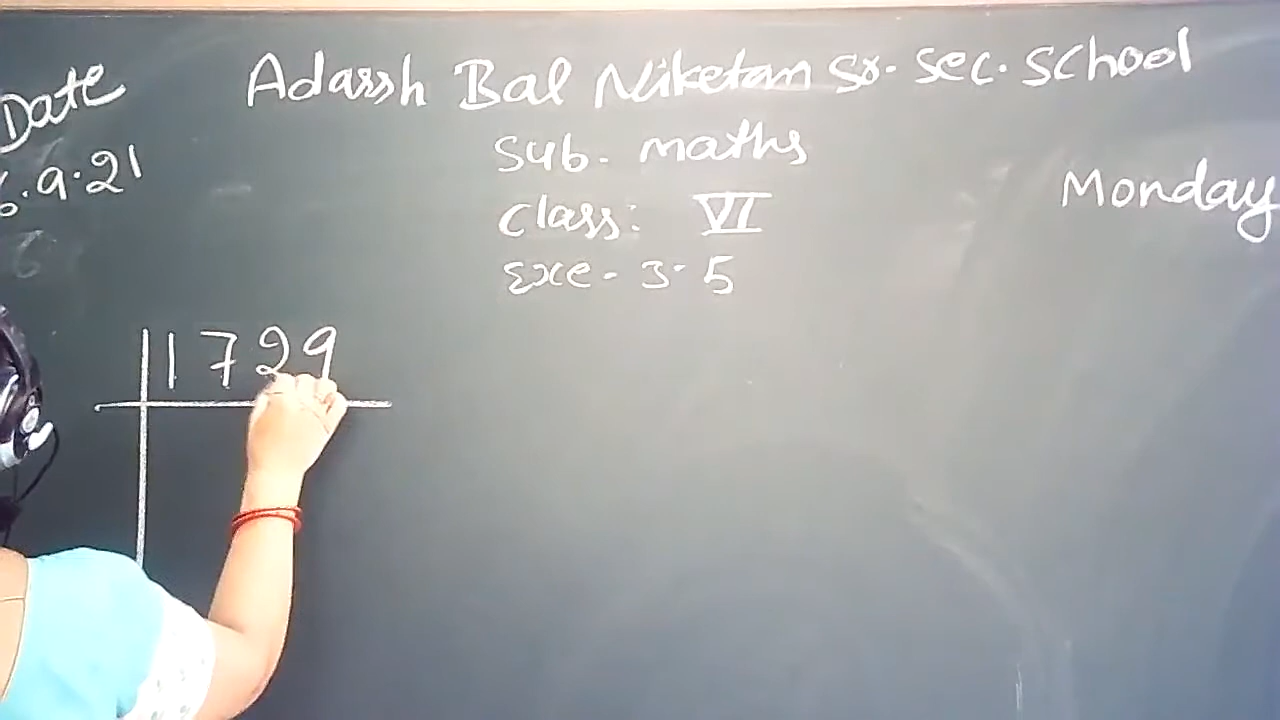 Date
6.9.21
Adarsh Bal Niketan Sr. Sec. School
Sub. maths
Class: VI
Exe - 3.5
Monday
1729